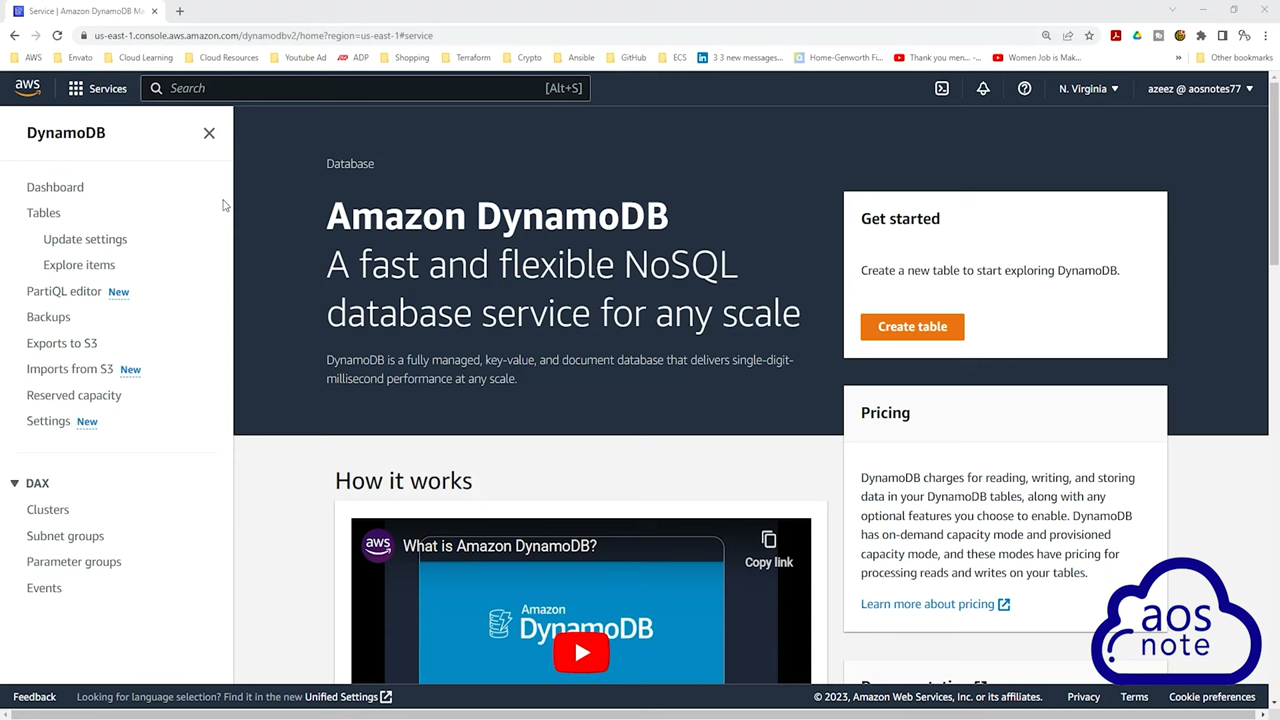 Service | Amazon DynamoDB Ma
us-east-1.console.aws.amazon.com/dynamodbv2/home?region=us-east-1#service
AWS Envato Cloud Learning Cloud Resources Youtube Ad ADP Shopping Terraform Crypto Ansible GitHub ECS 3 3 new messages... Home-Genworth Fi... Thank you men, -... Women Job is Mak... » Other bookmarks
aws Services Search [Alt+S] N. Virginia azeez @ aosnotes77
DynamoDB
Dashboard
Tables
Update settings
Explore items
PartiQL editor New
Backups
Exports to S3
Imports from S3 New
Reserved capacity
Settings New
DAX
Clusters
Subnet groups
Parameter groups
Events
Database
Amazon DynamoDB
A fast and flexible NoSQL
database service for any scale
DynamoDB is a fully managed, key-value, and document database that delivers single-digit-
millisecond performance at any scale.
Get started
Create a new table to start exploring DynamoDB.
Create table
Pricing
DynamoDB charges for reading, writing, and storing
data in your DynamoDB tables, along with any
optional features you choose to enable. DynamoDB
has on-demand capacity mode and provisioned
capacity mode, and these modes have pricing for
processing reads and writes on your tables.
Learn more about pricing
How it works
aws What is Amazon DynamoDB?
Copy link
Amazon
DynamoDB
aos
note
Feedback Looking for language selection? Find it in the new Unified Settings © 2023, Amazon Web Services, Inc. or its affiliates. Privacy Terms Cookie preferences